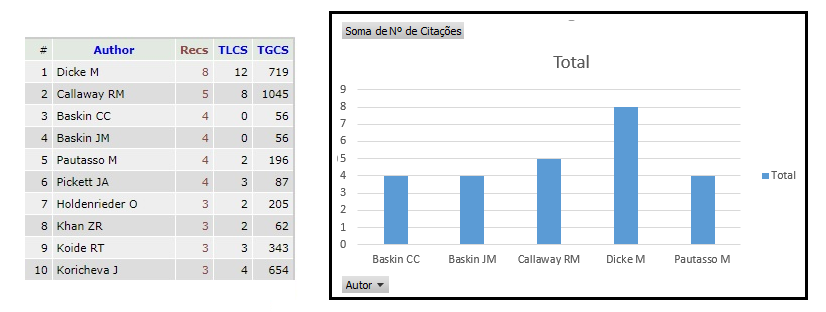 # Author Recs TLCS TGCS
1 Dicke M 8 12 719
2 Callaway RM 5 8 1045
3 Baskin CC 4 0 56
4 Baskin JM 4 0 56
5 Pautasso M 4 2 196
6 Pickett JA 4 3 87
7 Holdenrieder O 3 2 205
8 Khan ZR 3 2 62
9 Koide RT 3 3 343
10 Koricheva J 3 4 654
Soma de Nº de Citações
Total
9
8
7
6
5
4
3
2
1
0
Baskin CC Baskin JM Callaway RM Dicke M Pautasso M
Total
Autor